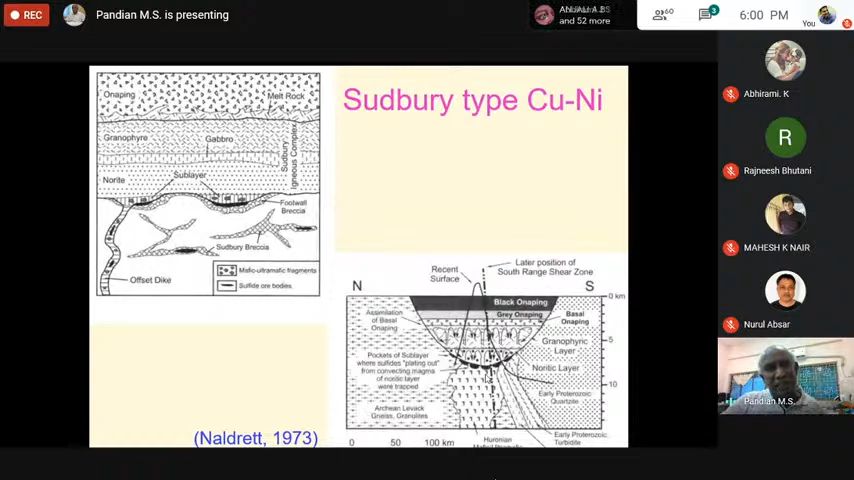 REC
Pandian M.S. is presenting
and 52 more
60
3
6:00 PM
You
Sudbury type Cu-Ni
Onaping
Melt Rock
Granophyre
Gabbro
Sudbury
Igneous Complex
Norite
Sublayer
Footwall
Breccia
Sudbury Breccia
Offset Dike
Mafic-ultramafic fragments
Sulfide ore bodies.
Later position of
South Range Shear Zone
Recent
Surface
N
S
Black Onaping
Grey Onaping
Basal
Onaping
Assimilation
of Basal
Onaping
Granophyric
Layer
Pockets of Sublayer
where sulfides "plating out"
from convecting magma
of noritic layer
were trapped
Noritic Layer
Archean Levack
Gneiss, Granulites
Early Proterozoic
Quartzite
Early Proterozoic
Turbidite
Huronian
0 km
5
10
0 50 100 km
(Naldrett, 1973)
Abhirami. K
R
Rajneesh Bhutani
MAHESH K NAIR
Nurul Absar
Pandian M.S.